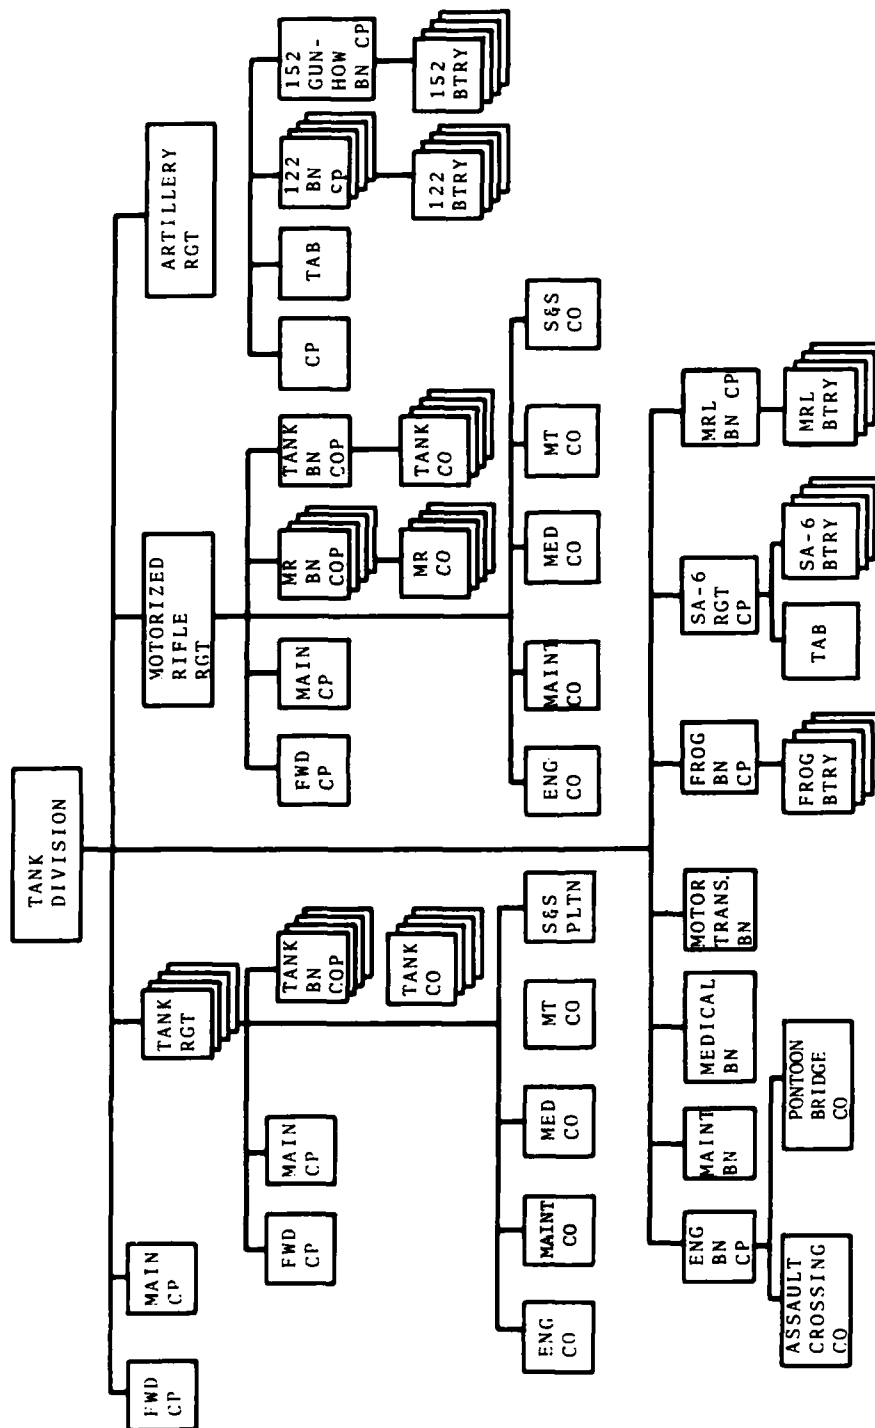 TANK
DIVISION
FWD
CP
MAIN
CP
TANK
RGT
MOTORIZED
RIFLE
RGT
ARTILLERY
RGT
FWD
CP
MAIN
CP
TANK
BN
COP
TANK
CO
FWD
CP
MAIN
CP
MR
BN
COP
MR
CO
TANK
BN
COP
TANK
CO
CP
TAB
122
BN
CP
122
BTRY
152
GUN-
HOW
BN CP
152
BTRY
ENG
CO
MAINT
CO
MED
CO
MT
CO
S&S
PLTN
ENG
CO
MAINT
CO
MED
CO
MT
CO
S&S
CO
ENG
BN
CP
MAINT
BN
MEDICAL
BN
MOTOR
TRANS.
BN
FROG
BN
CP
SA-6
RGT
CP
MRL
BN CP
ASSAULT
CROSSING
CO
PONTOON
BRIDGE
CO
FROG
BTRY
TAB
SA-6
BTRY
MRL
BTRY